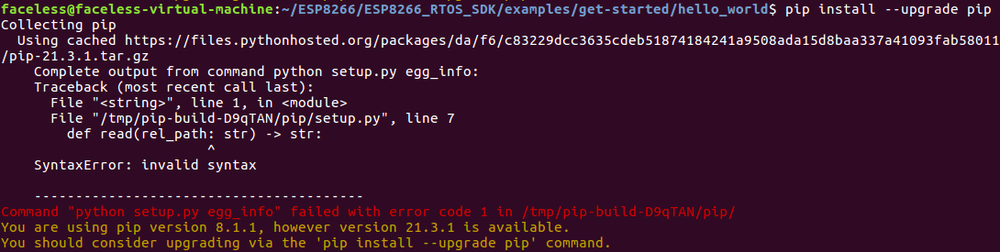 faceless@faceless-virtual-machine:~/ESP8266/ESP8266_RTOS_SDK/examples/get-started/hello_world$ pip install --upgrade pip
Collecting pip
  Using cached https://files.pythonhosted.org/packages/da/f6/c83229dcc3635cdeb51874184241a9508ada15d8baa337a41093fab58011
/pip-21.3.1.tar.gz
    Complete output from command python setup.py egg_info:
    Traceback (most recent call last):
      File "<string>", line 1, in <module>
      File "/tmp/pip-build-D9qTAN/pip/setup.py", line 7
        def read(rel_path: str) -> str:
                         ^
    SyntaxError: invalid syntax

    ----------------------------------------
Command "python setup.py egg_info" failed with error code 1 in /tmp/pip-build-D9qTAN/pip/
You are using pip version 8.1.1, however version 21.3.1 is available.
You should consider upgrading via the 'pip install --upgrade pip' command.